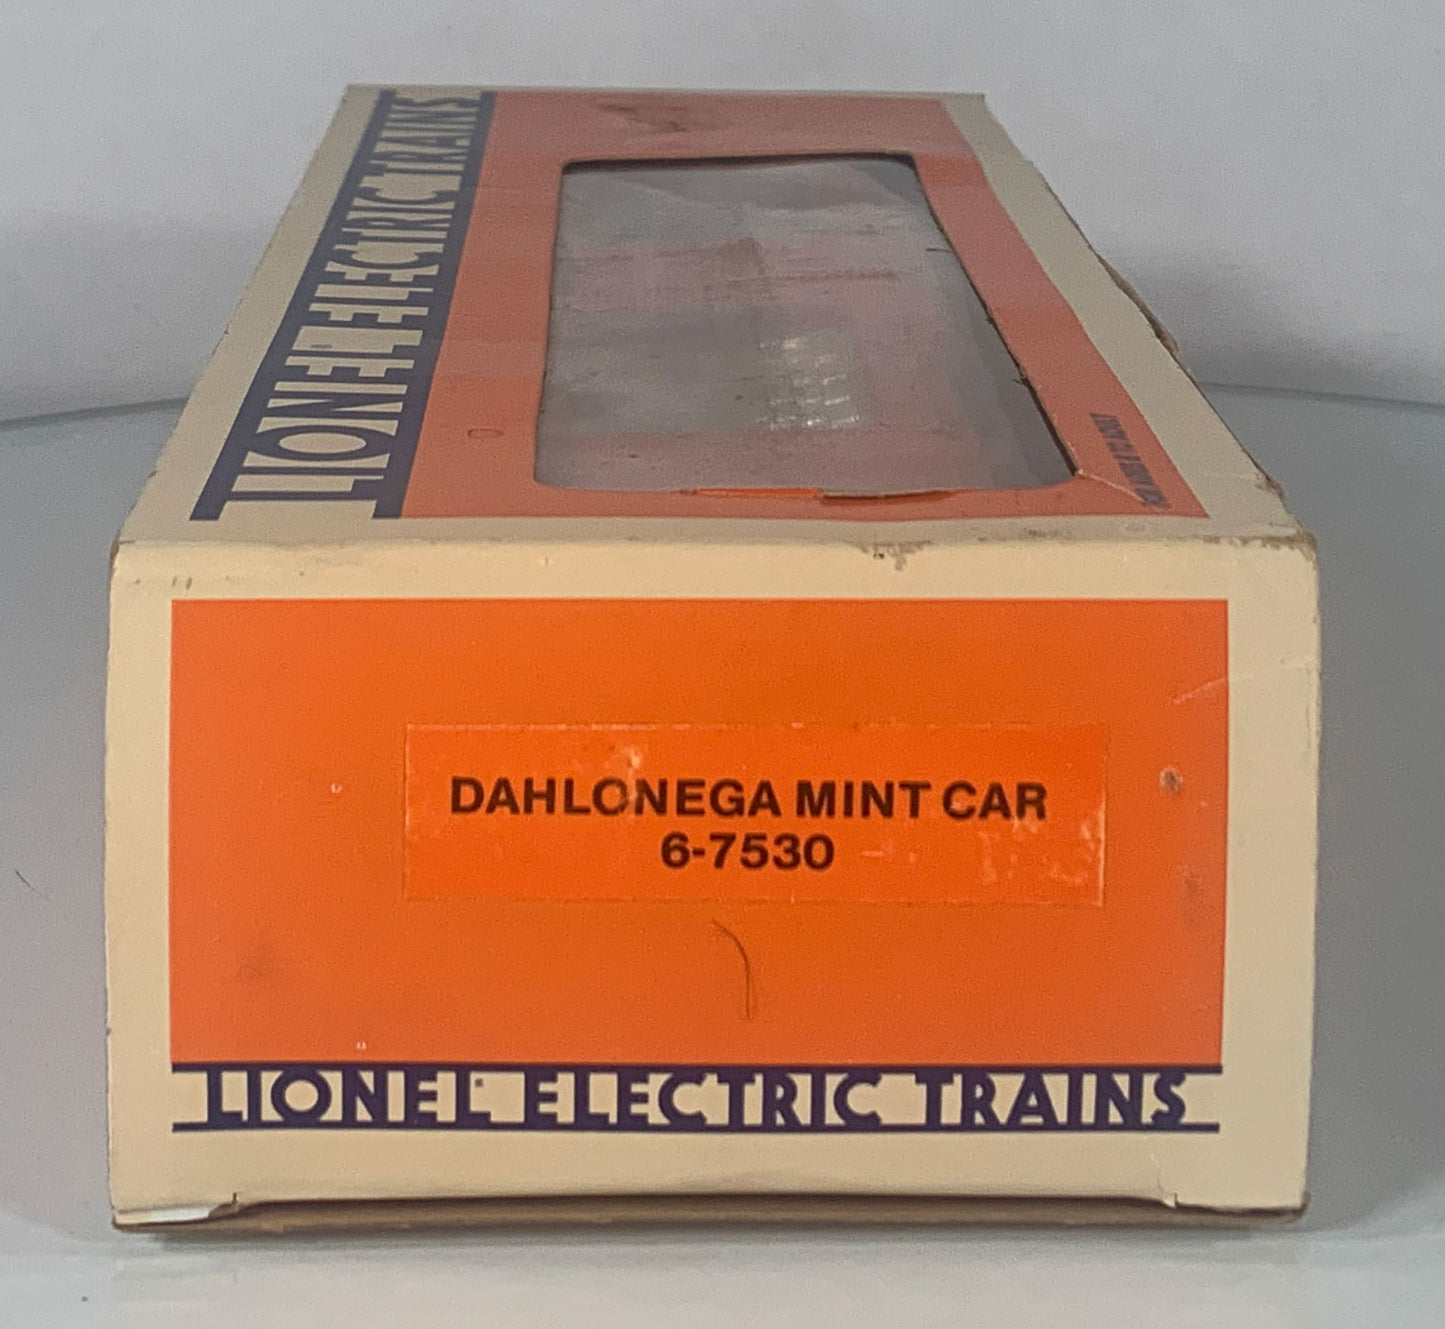 LIONEL ELECTRIC TRAINS
DAHLONEGA MINT CAR
6-7530
LIONEL ELECTRIC TRAINS